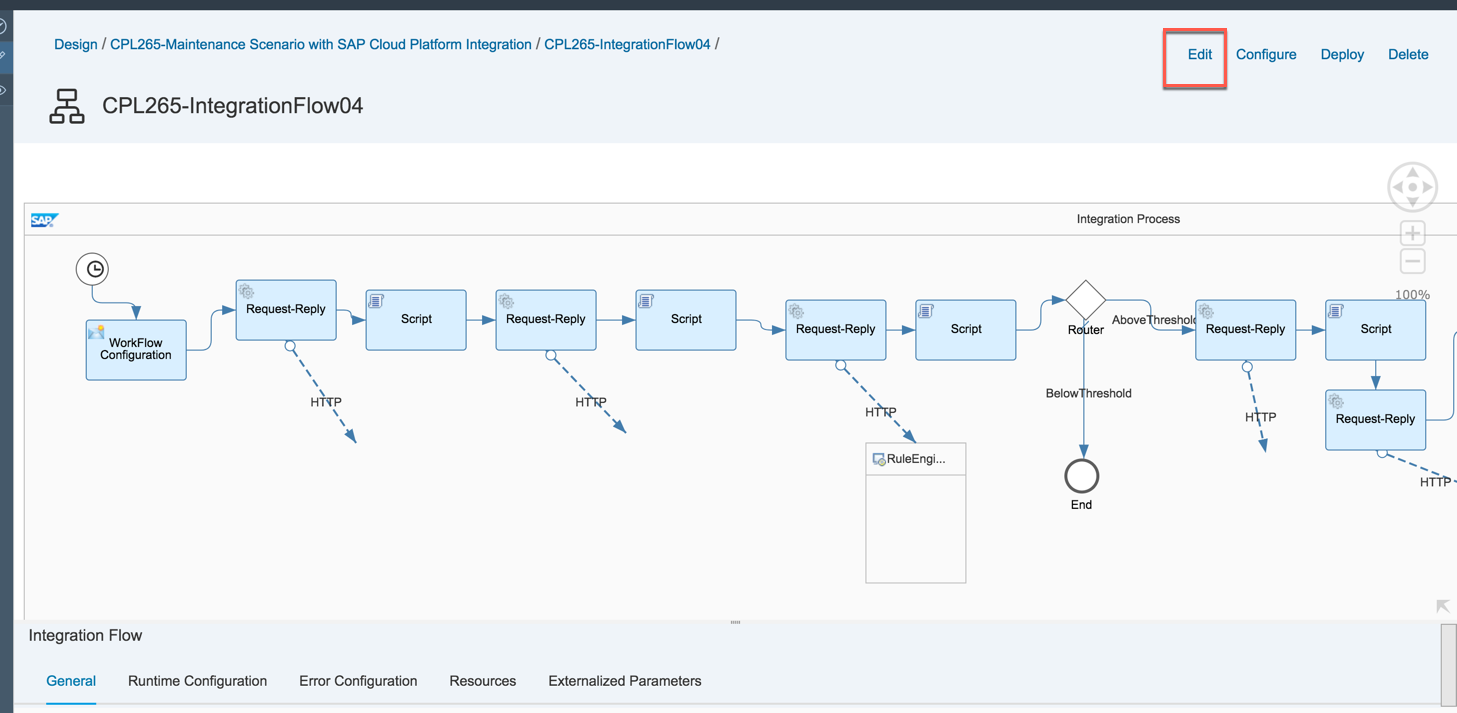 Design / CPL265-Maintenance Scenario with SAP Cloud Platform Integration / CPL265-IntegrationFlow04 /
Edit Configure Deploy Delete
CPL265-IntegrationFlow04
SAP
Integration Process
100%
WorkFlow
Configuration
Request-Reply
HTTP
Script
Request-Reply
HTTP
Script
Request-Reply
HTTP
RuleEngi...
Script
Router
AboveThreshold
BelowThreshold
End
Request-Reply
HTTP
Script
Request-Reply
HTTP
Integration Flow
General Runtime Configuration Error Configuration Resources Externalized Parameters